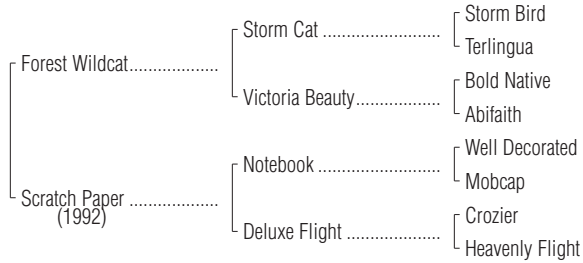 Storm Bird
Storm Cat ........................
Terlingua
Forest Wildcat..................
Bold Native
Victoria Beauty.................
Abifaith
Well Decorated
Notebook .........................
Mobcap
Scratch Paper ..................
(1992)
Crozier
Deluxe Flight ...................
Heavenly Flight